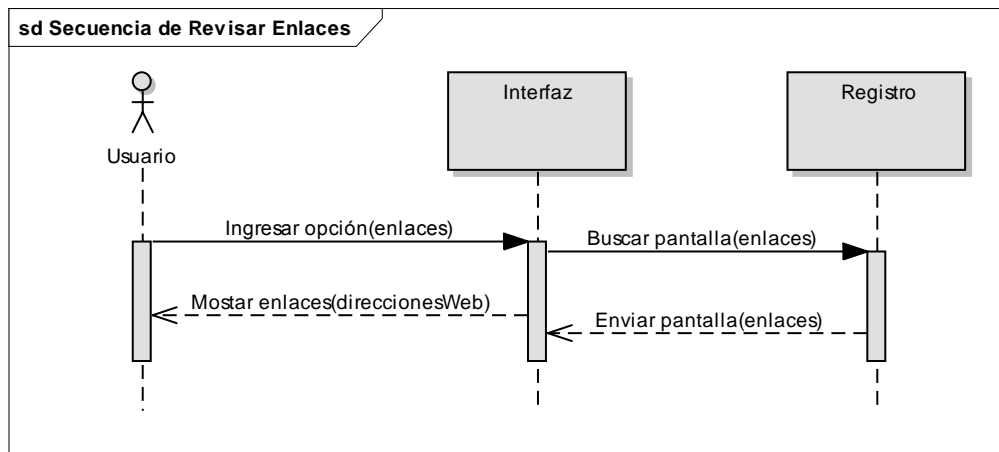 sd Secuencia de Revisar Enlaces
Interfaz
Registro
Usuario
Ingresar opción(enlaces)
Buscar pantalla(enlaces)
Mostar enlaces(direccionesWeb)
Enviar pantalla(enlaces)